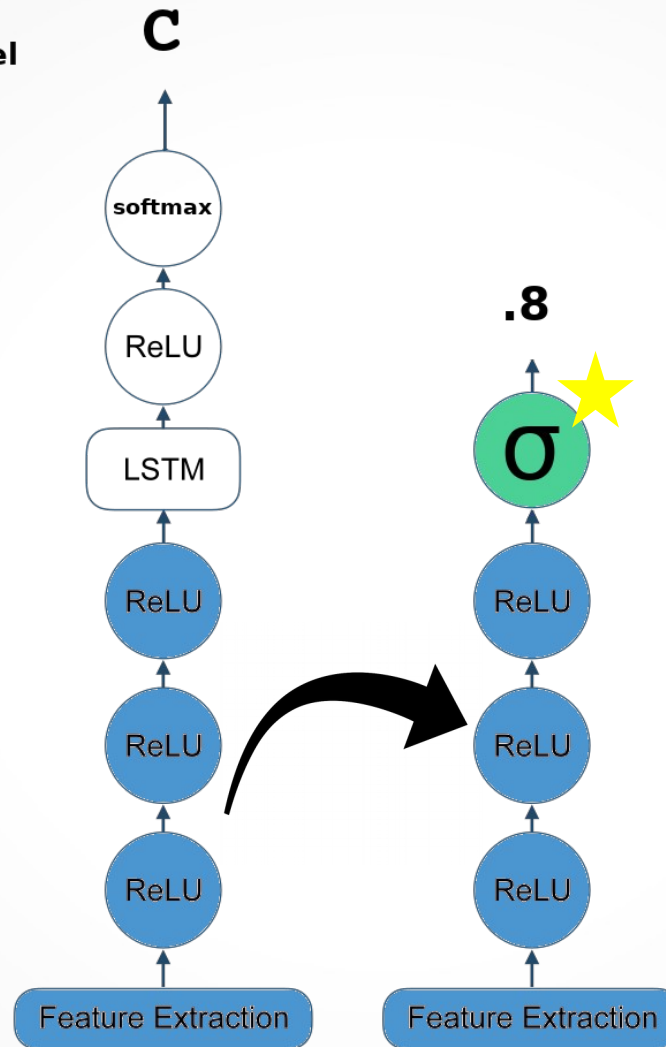 el
C
softmax
ReLU
LSTM
ReLU
ReLU
ReLU
Feature Extraction
.8
σ
ReLU
ReLU
ReLU
Feature Extraction